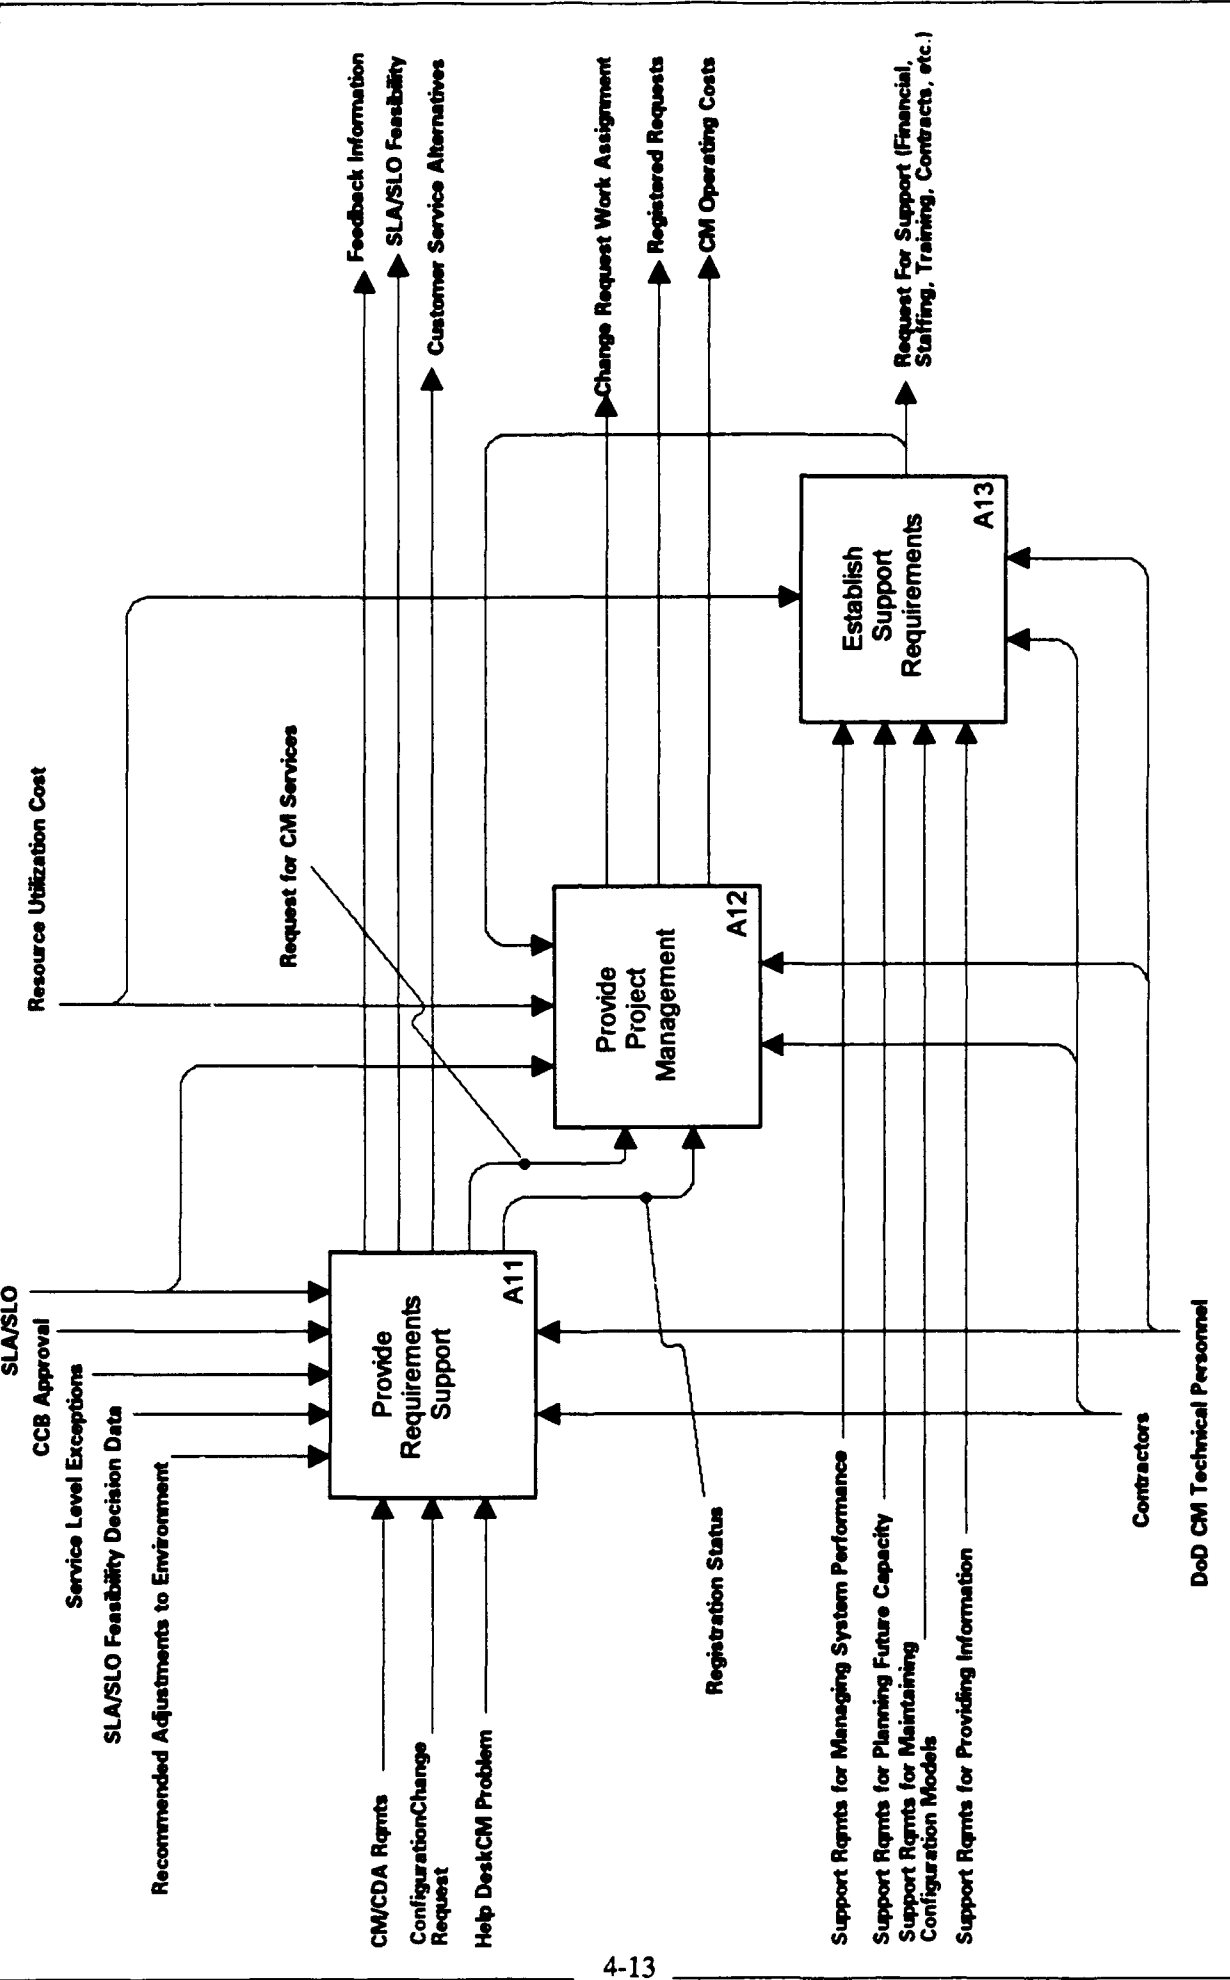 SLA/SLO
CCB Approval
Service Level Exceptions
SLA/SLO Feasibility Decision Data
Recommended Adjustments to Environment
Resource Utilization Cost
Request for CM Services
CM/CDA Rqmts
ConfigurationChange
Request
Help DeskCM Problem
Provide
Requirements
Support
A11
Feedback Information
SLA/SLO Feasibility
Customer Service Alternatives
Registration Status
Provide
Project
Management
A12
Change Request Work Assignment
Registered Requests
CM Operating Costs
Support Rqmts for Managing System Performance
Support Rqmts for Planning Future Capacity
Support Rqmts for Maintaining
Configuration Models
Support Rqmts for Providing Information
Establish
Support
Requirements
A13
Request For Support (Financial,
Staffing, Training, Contracts, etc.)
Contractors
DoD CM Technical Personnel
4-13